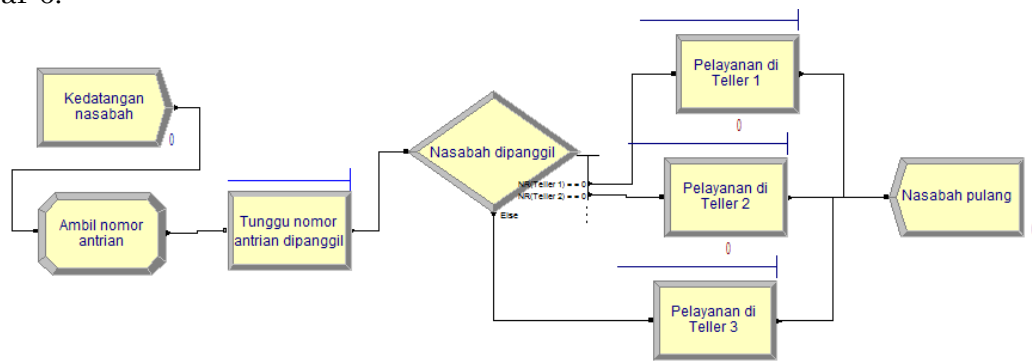 Kedatangan
nasabah
0
Ambil nomor
antrian
Tunggu nomor
antrian dipanggil
Nasabah dipanggil
NR(Teller 1) = = 0
NR(Teller 2) = = 0
Else
Pelayanan di
Teller 1
0
Pelayanan di
Teller 2
0
Pelayanan di
Teller 3
Nasabah pulang